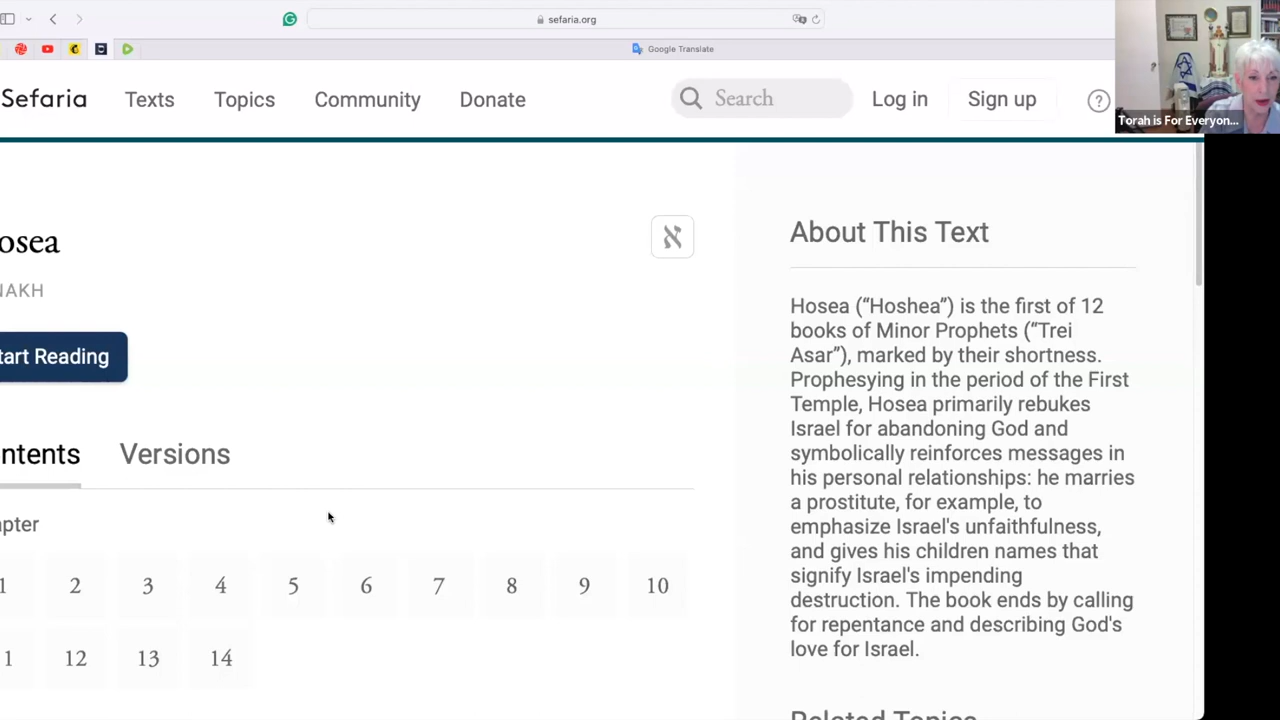 sefaria.org
Google Translate
Sefaria
Texts
Topics
Community
Donate
Search
Log in
Sign up
?
Torah is For Everyon...
osea
א
NAKH
tart Reading
ntents
Versions
apter
1 2 3 4 5 6 7 8 9 10
1 12 13 14
About This Text
Hosea (“Hoshea”) is the first of 12
books of Minor Prophets (“Trei
Asar”), marked by their shortness.
Prophesying in the period of the First
Temple, Hosea primarily rebukes
Israel for abandoning God and
symbolically reinforces messages in
his personal relationships: he marries
a prostitute, for example, to
emphasize Israel's unfaithfulness,
and gives his children names that
signify Israel's impending
destruction. The book ends by calling
for repentance and describing God's
love for Israel.
Related Topics